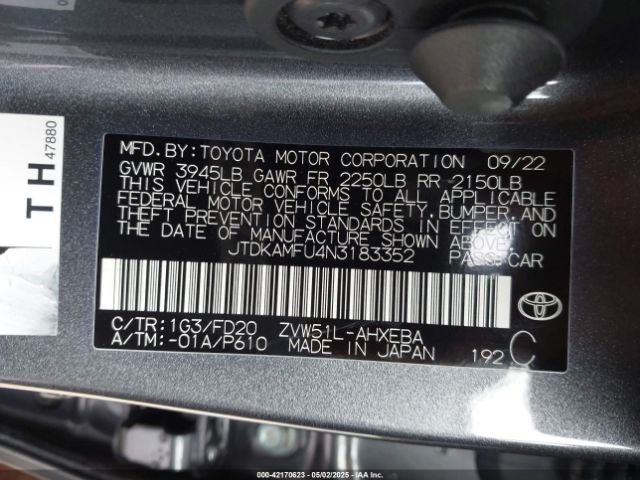 TH
47880
MFD. BY: TOYOTA MOTOR CORPORATION 09/22
GVWR 3945LB GAWR FR 2250LB RR 2150LB
THIS VEHICLE CONFORMS TO ALL APPLICABLE
FEDERAL MOTOR VEHICLE SAFETY, BUMPER, AND
THEFT PREVENTION STANDARDS IN EFFECT ON
THE DATE OF MANUFACTURE SHOWN ABOVE.
JTDKAMFU4N3183352 PASS. CAR
C/TR: 1G3/FD20 ZVW51L-AHXEBA
A/TM: -01A/P610 MADE IN JAPAN 192 C
000-42170623 - 05/02/2025 - IAA Inc.